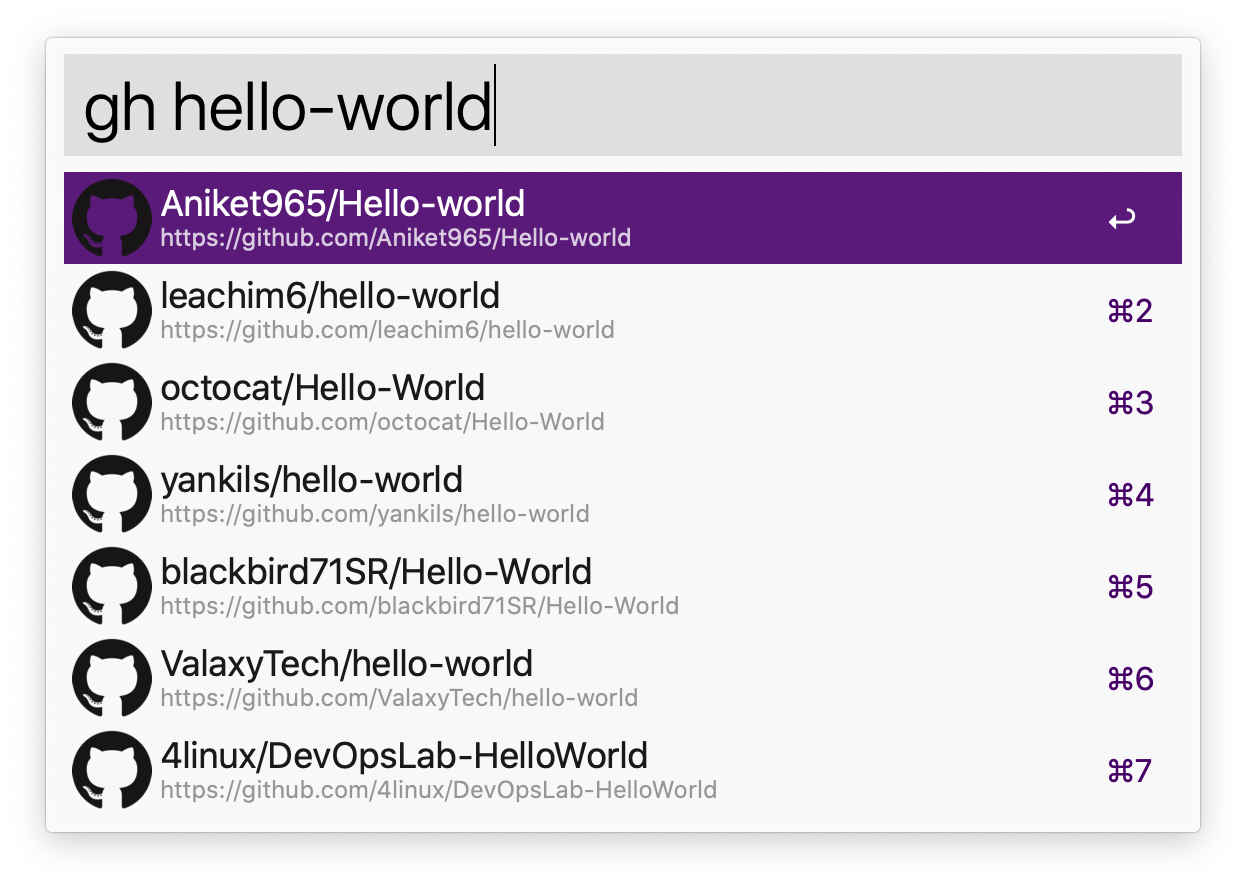 gh hello-world
Aniket965/Hello-world
https://github.com/Aniket965/Hello-world
leachim6/hello-world
https://github.com/leachim6/hello-world
⌘2
octocat/Hello-World
https://github.com/octocat/Hello-World
⌘3
yankils/hello-world
https://github.com/yankils/hello-world
⌘4
blackbird71SR/Hello-World
https://github.com/blackbird71SR/Hello-World
⌘5
ValaxyTech/hello-world
https://github.com/ValaxyTech/hello-world
⌘6
4linux/DevOpsLab-HelloWorld
https://github.com/4linux/DevOpsLab-HelloWorld
⌘7